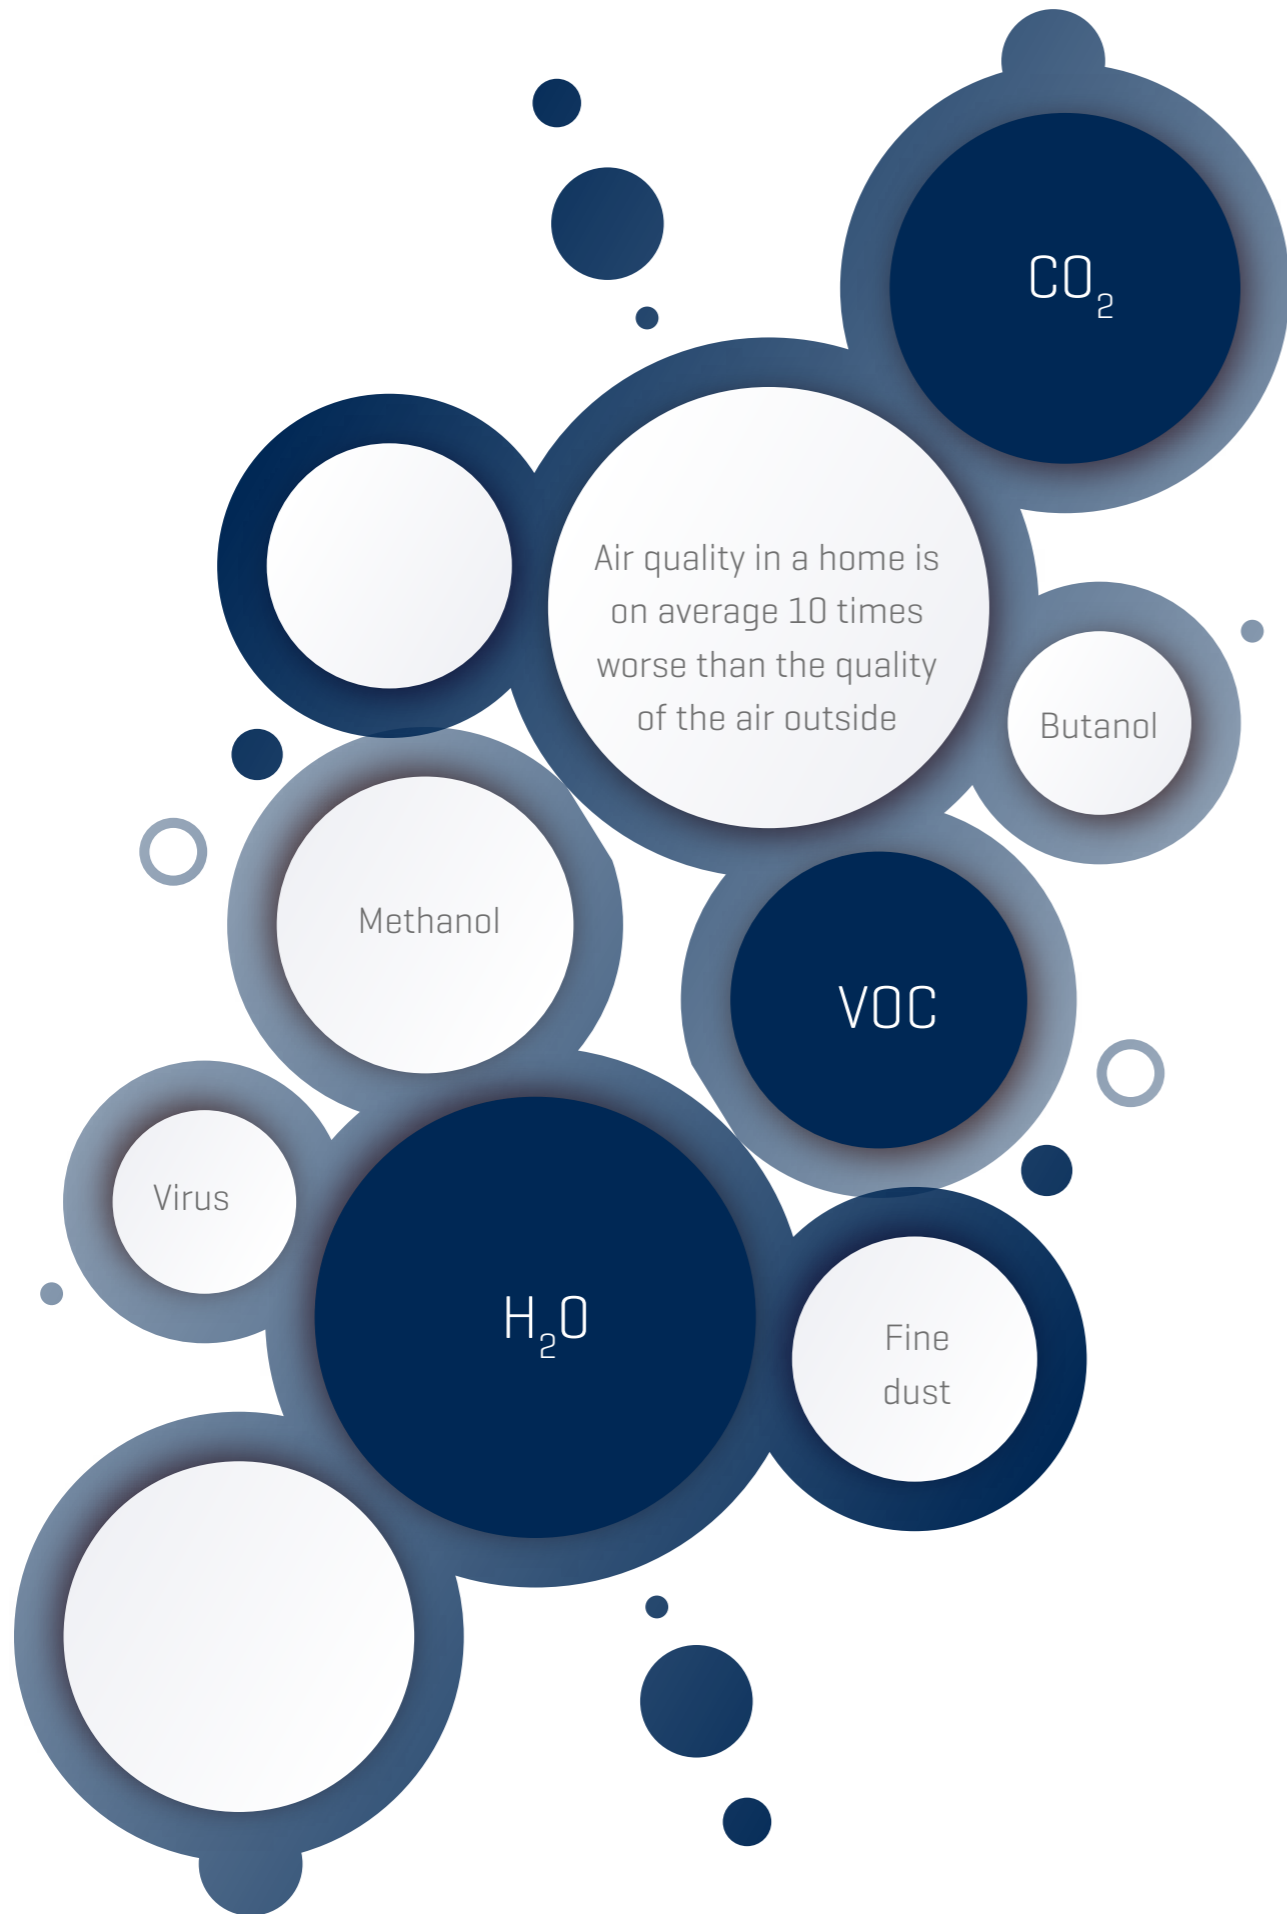 CO₂
Air quality in a home is
on average 10 times
worse than the quality
of the air outside
Butanol
Methanol
VOC
Virus
H₂O
Fine
dust